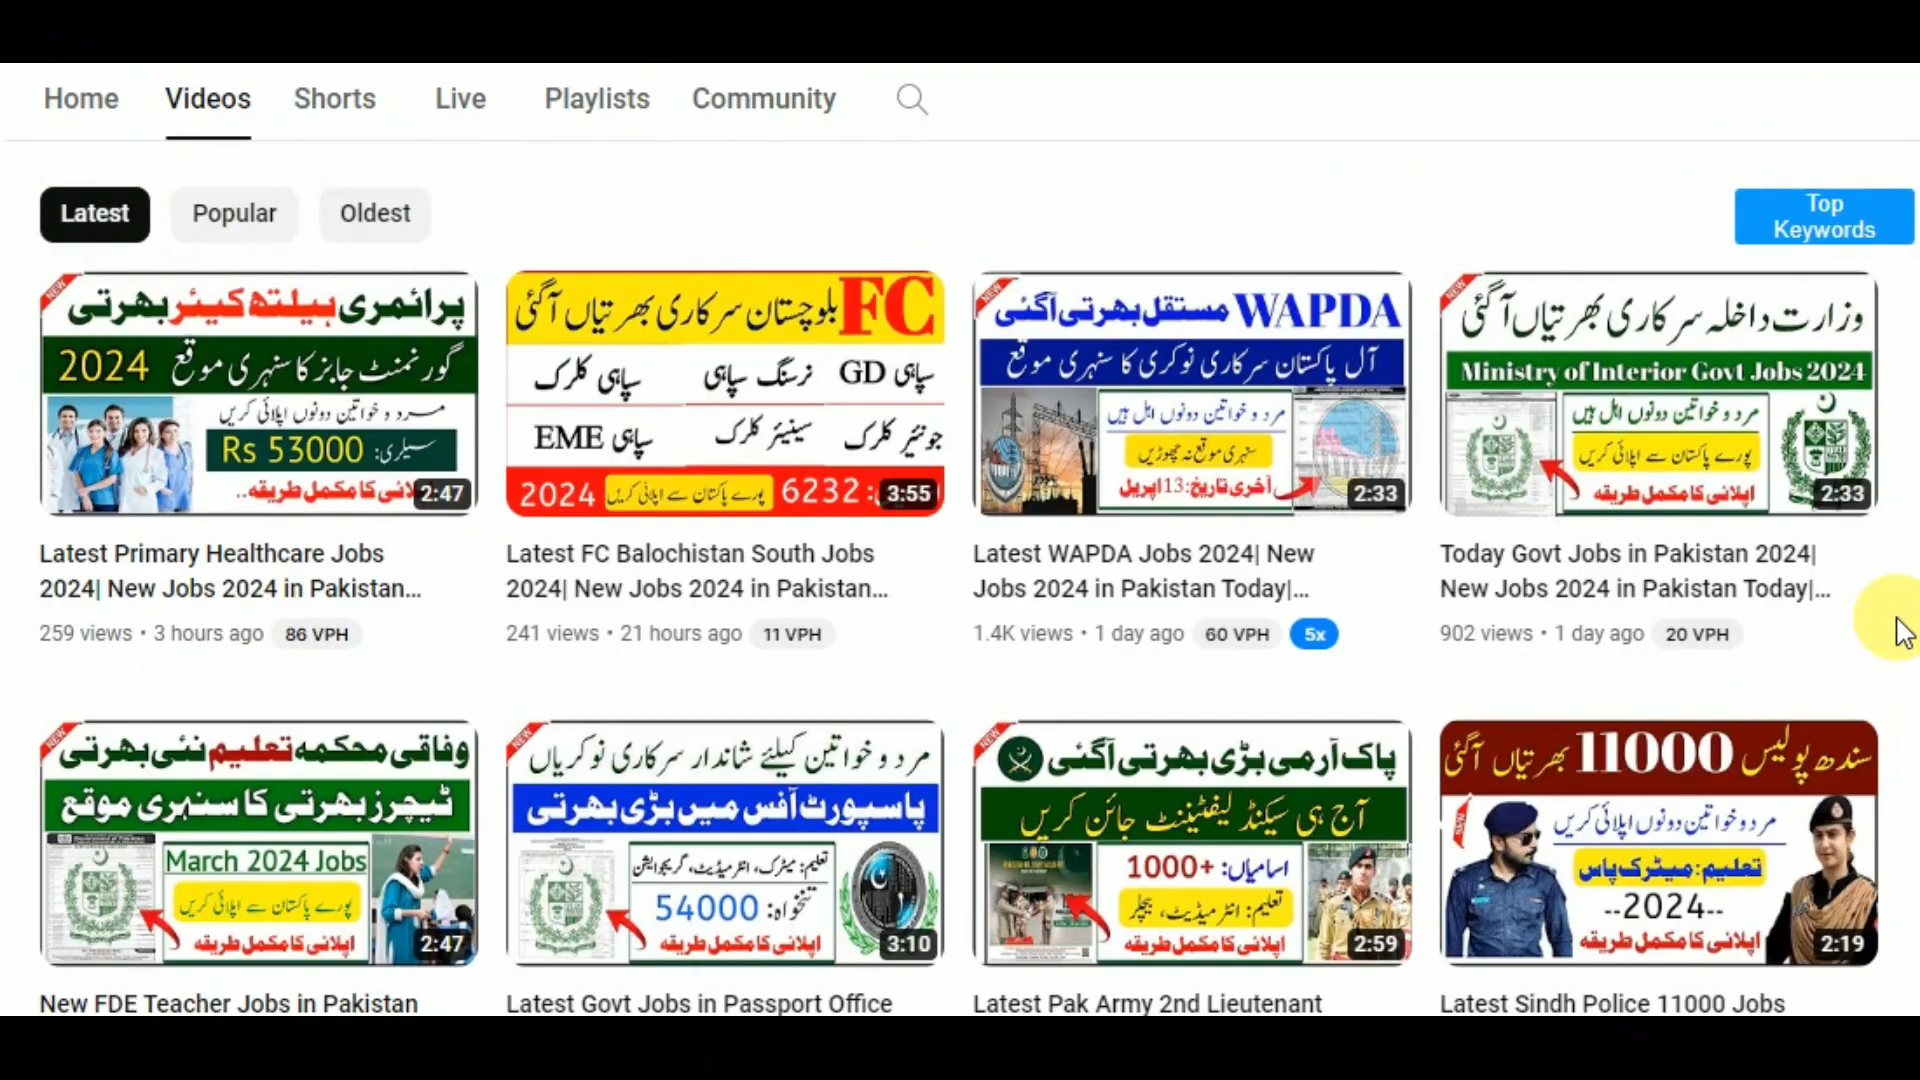 Home Videos Shorts Live Playlists Community
Latest Popular Oldest
Top
Keywords
NEW
پرائمری ہیلتھ کیئر بھرتی
گورنمنٹ جابز کا سنہری موقع 2024
مرد و خواتین دونوں اپلائی کریں
سیلری: Rs 53000
لائی کا مکمل طریقہ..
2:47
Latest Primary Healthcare Jobs
2024| New Jobs 2024 in Pakistan...
259 views • 3 hours ago 86 VPH
FC بلوچستان سرکاری بھرتیاں آگئی
سپاہی GD نرسنگ سپاہی سپاہی کلرک
جونئیر کلرک سینیئر کلرک سپاہی EME
: 6232 پورے پاکستان سے اپلائی کریں 2024
3:55
Latest FC Balochistan South Jobs
2024| New Jobs 2024 in Pakistan...
241 views • 21 hours ago 11 VPH
NEW
WAPDA مستقل بھرتی آگئی
آل پاکستان سرکاری نوکری کا سنہری موقع
مرد و خواتین دونوں اہل ہیں
سنہری موقع نہ چھوڑیں
آخری تاریخ: 13 اپریل
2:33
Latest WAPDA Jobs 2024| New
Jobs 2024 in Pakistan Today|...
1.4K views • 1 day ago 60 VPH 5x
NEW
وزارت داخلہ سرکاری بھرتیاں آگئی
Ministry of Interior Govt Jobs 2024
مرد و خواتین دونوں اہل ہیں
پورے پاکستان سے اپلائی کریں
اپلائی کا مکمل طریقہ
2:33
Today Govt Jobs in Pakistan 2024|
New Jobs 2024 in Pakistan Today|...
902 views • 1 day ago 20 VPH
NEW
وفاقی محکمہ تعلیم نئی بھرتی
ٹیچرز بھرتی کا سنہری موقع
March 2024 Jobs
پورے پاکستان سے اپلائی کریں
اپلائی کا مکمل طریقہ
2:47
New FDE Teacher Jobs in Pakistan
NEW
مرد و خواتین کیلئے شاندار سرکاری نوکریاں
پاسپورٹ آفس میں بڑی بھرتی
تعلیم: میٹرک، انٹرمیڈیٹ، گریجوایشن
تنخواہ: 54000
اپلائی کا مکمل طریقہ
3:10
Latest Govt Jobs in Passport Office
NEW
پاک آرمی بڑی بھرتی آگئی
آج ہی سیکنڈ لیفٹیننٹ جائن کریں
اسامیاں: 1000+
تعلیم: انٹرمیڈیٹ، بیچلر
اپلائی کا مکمل طریقہ
2:59
Latest Pak Army 2nd Lieutenant
سندھ پولیس 11000 بھرتیاں آگئی
NEW
مرد و خواتین دونوں اپلائی کریں
تعلیم: میٹرک پاس
--2024--
اپلائی کا مکمل طریقہ
2:19
Latest Sindh Police 11000 Jobs